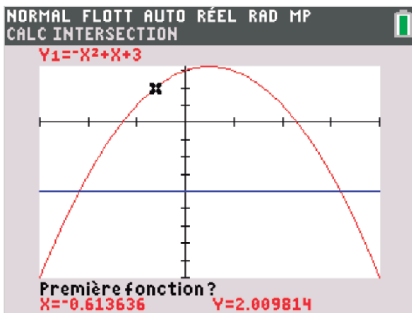 NORMAL FLOTT AUTO RÉEL RAD MP
CALC INTERSECTION
Y1=-X²+X+3
Première fonction?
X=-0.613636 Y=2.009814